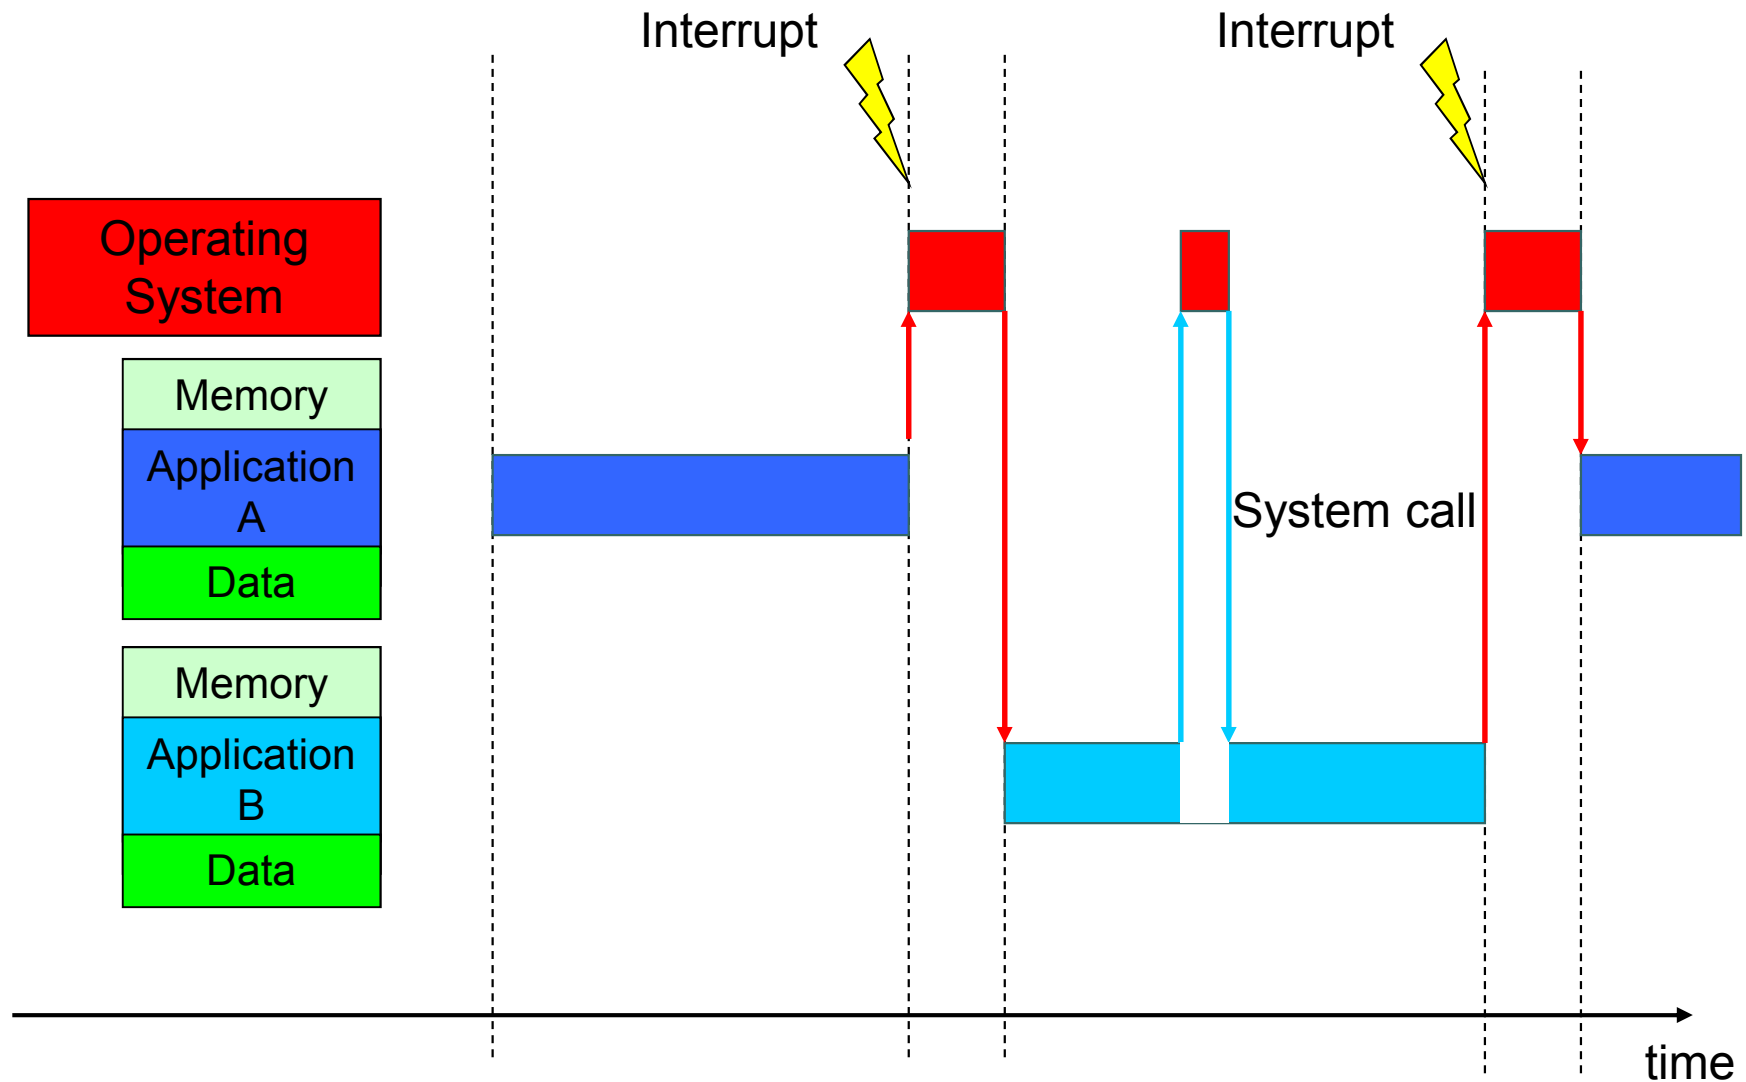 Interrupt
Interrupt
Operating
System
Memory
Application
A
Data
System call
Memory
Application
B
Data
time